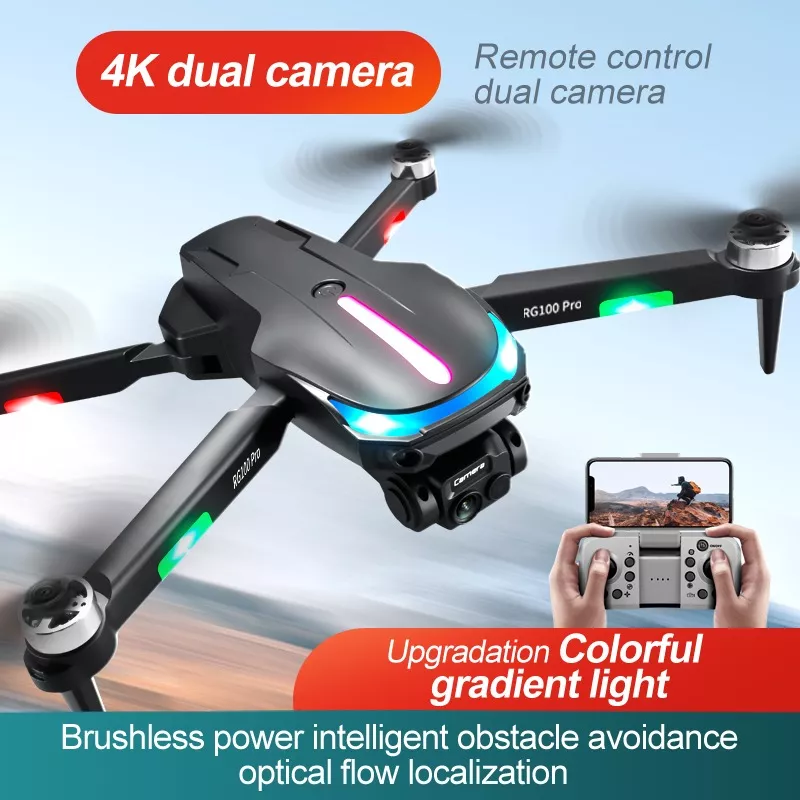 4K dual camera
Remote control
dual camera
RG100 Pro
RG100 Pro
Camera
Upgradation Colorful
gradient light
Brushless power intelligent obstacle avoidance
optical flow localization